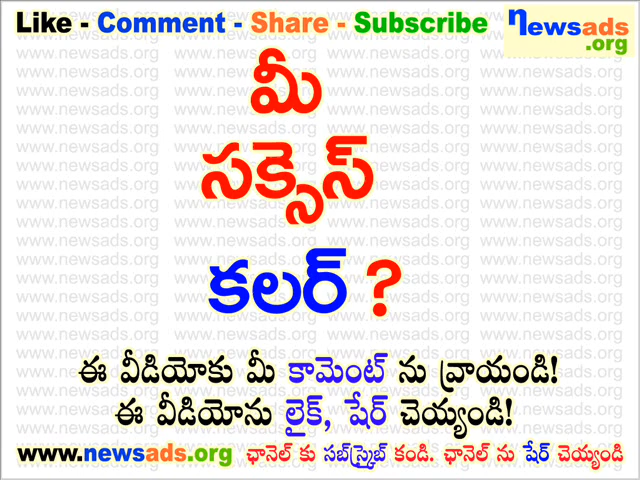 Like - Comment - Share - Subscribe
newsads
.org
మీ
సక్సెస్
కలర్ ?
ఈ వీడియోకు మీ కామెంట్ ను వ్రాయండి!
ఈ వీడియోను లైక్, షేర్ చెయ్యండి!
www.newsads.org ఛానెల్ కు సబ్‌స్క్రైబ్ కండి. ఛానెల్ ను షేర్ చెయ్యండి